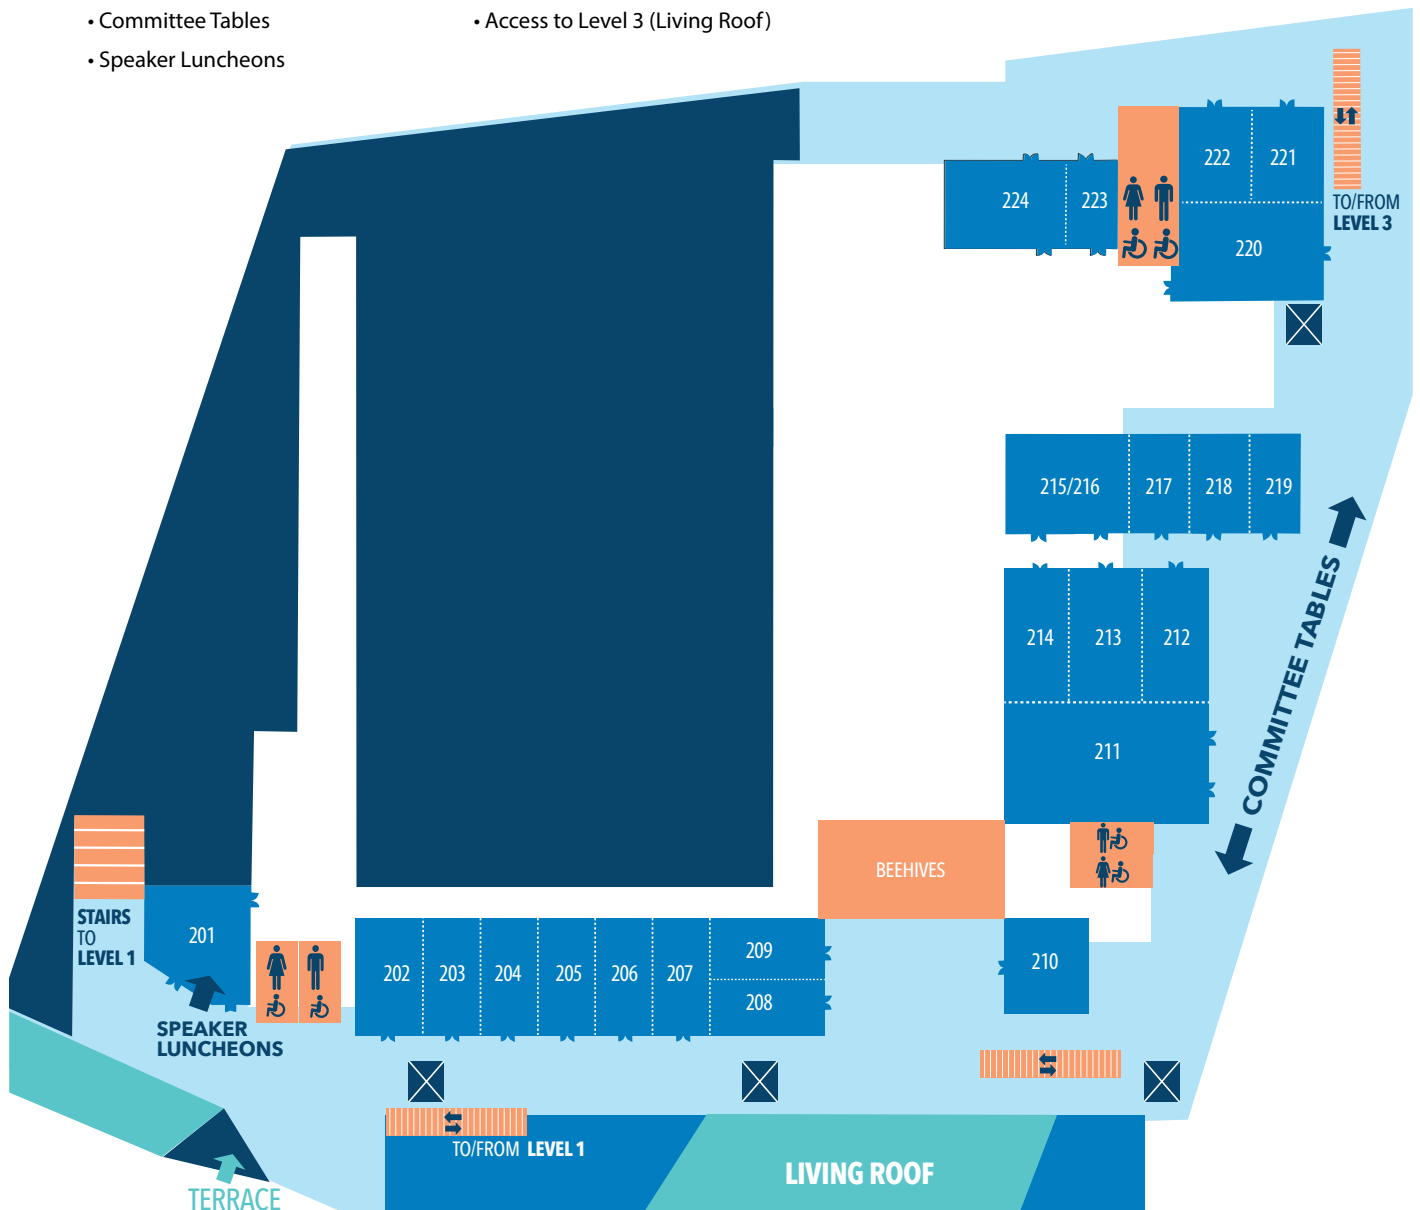 • Committee Tables
• Speaker Luncheons
• Access to Level 3 (Living Roof)
222
221
224
223
TO/FROM
LEVEL 3
220
215/216
217
218
219
214
213
212
COMMITTEE TABLES
211
BEEHIVES
STAIRS
TO
LEVEL 1
201
202
203
204
205
206
207
209
208
210
SPEAKER
LUNCHEONS
TO/FROM LEVEL 1
LIVING ROOF
TERRACE